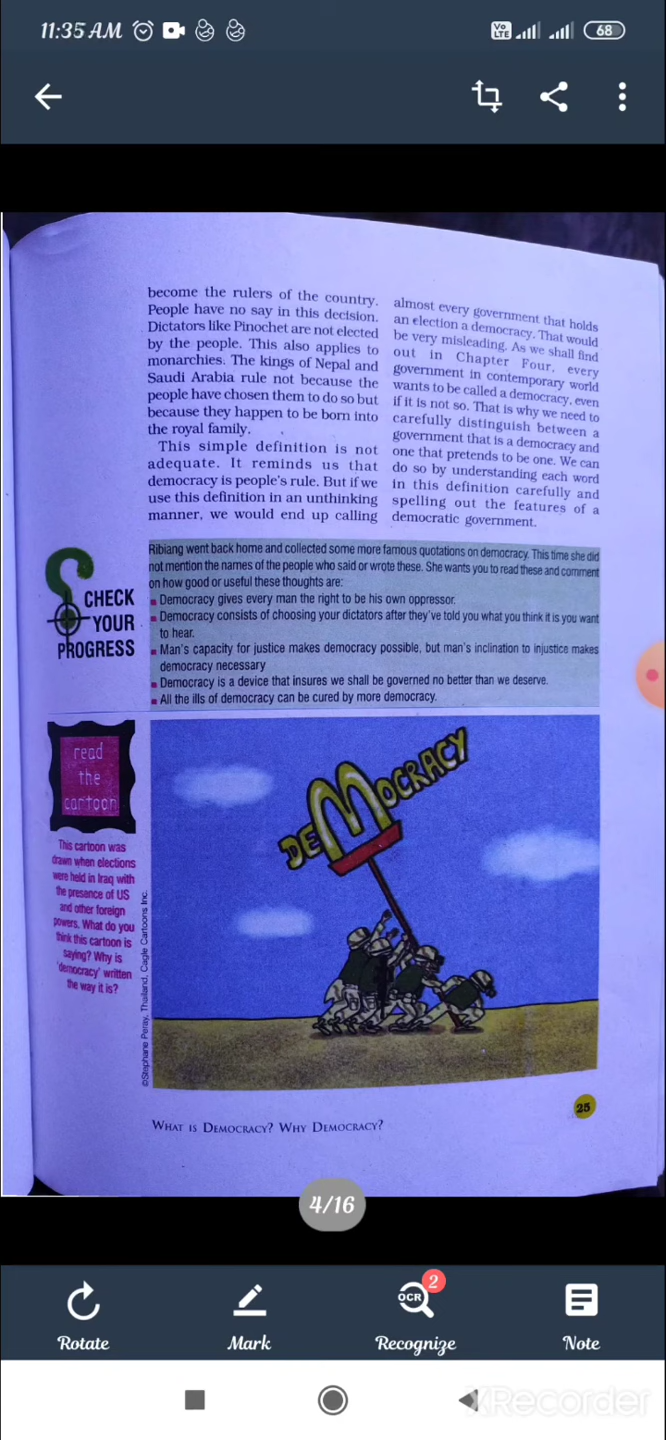 11:35 AM
Vo LTE
68
become the rulers of the country.
People have no say in this decision.
Dictators like Pinochet are not elected
by the people. This also applies to
monarchies. The kings of Nepal and
Saudi Arabia rule not because the
people have chosen them to do so but
because they happen to be born into
the royal family.
This simple definition is not
adequate. It reminds us that
democracy is people's rule. But if we
use this definition in an unthinking
manner, we would end up calling
almost every government that holds
an election a democracy. That would
be very misleading. As we shall find
out in Chapter Four, every
government in contemporary world
wants to be called a democracy, even
if it is not so. That is why we need to
carefully distinguish between a
government that is a democracy and
one that pretends to be one. We can
do so by understanding each word
in this definition carefully and
spelling out the features of a
democratic government.
CHECK
YOUR
PROGRESS
Ribiang went back home and collected some more famous quotations on democracy. This time she did
not mention the names of the people who said or wrote these. She wants you to read these and comment
on how good or useful these thoughts are:
Democracy gives every man the right to be his own oppressor.
Democracy consists of choosing your dictators after they've told you what you think it is you want
to hear.
Man's capacity for justice makes democracy possible, but man's inclination to injustice makes
democracy necessary
Democracy is a device that insures we shall be governed no better than we deserve.
All the ills of democracy can be cured by more democracy.
read
the
cartoon
This cartoon was
drawn when elections
were held in Iraq with
the presence of US
and other foreign
powers. What do you
think this cartoon is
saying? Why is
'democracy' written
the way it is?
©Stephane Peray, Thailand, Cagle Cartoons Inc.
DEMOCRACY
25
WHAT IS DEMOCRACY? WHY DEMOCRACY?
4/16
OCR
2
Rotate
Mark
Recognize
Note
XRecorder